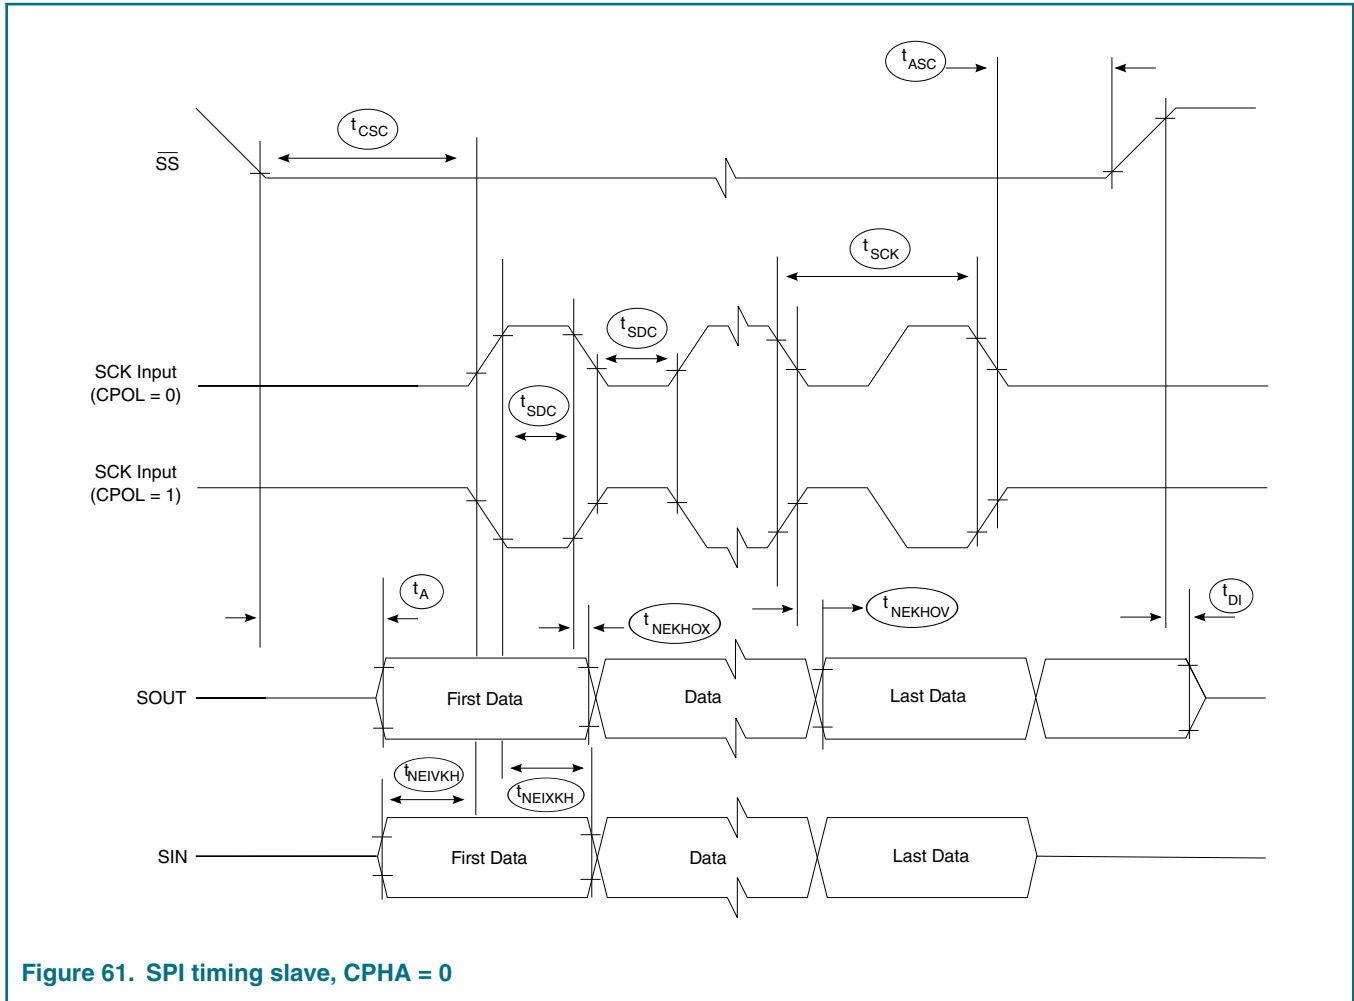 tASC
tCSC
SS
tSCK
tSDC
SCK Input
(CPOL = 0)
tSDC
SCK Input
(CPOL = 1)
tA
tNEKHOX
tNEKHOV
tDI
SOUT
First Data
Data
Last Data
tNEIVKH
tNEIXKH
SIN
First Data
Data
Last Data
Figure 61. SPI timing slave, CPHA = 0